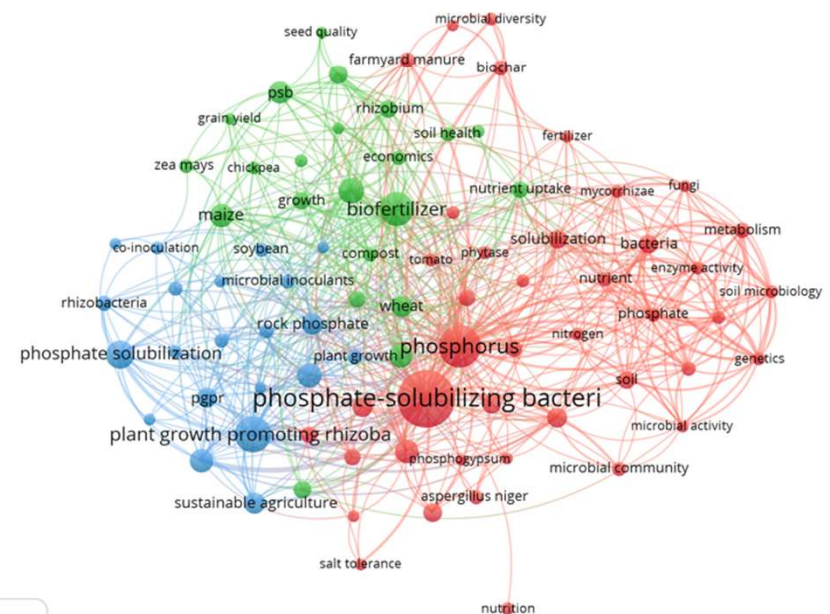 microbial diversity
seed quality
farmyard manure
biochar
psb
rhizobium
grain yield
soil health
fertilizer
economics
zea mays
chickpea
nutrient uptake
mycorrhizae
fungi
growth
biofertilizer
maize
metabolism
solubilization
bacteria
co-inoculation
soybean
compost
tomato
phytase
enzyme activity
microbial inoculants
nutrient
soil microbiology
rhizobacteria
wheat
phosphate
rock phosphate
nitrogen
phosphorus
phosphate solubilization
plant growth
genetics
soil
pgpr
phosphate-solubilizing bacteri
microbial activity
plant growth promoting rhizoba
phosphogypsum
microbial community
aspergillus niger
sustainable agriculture
salt tolerance
nutrition